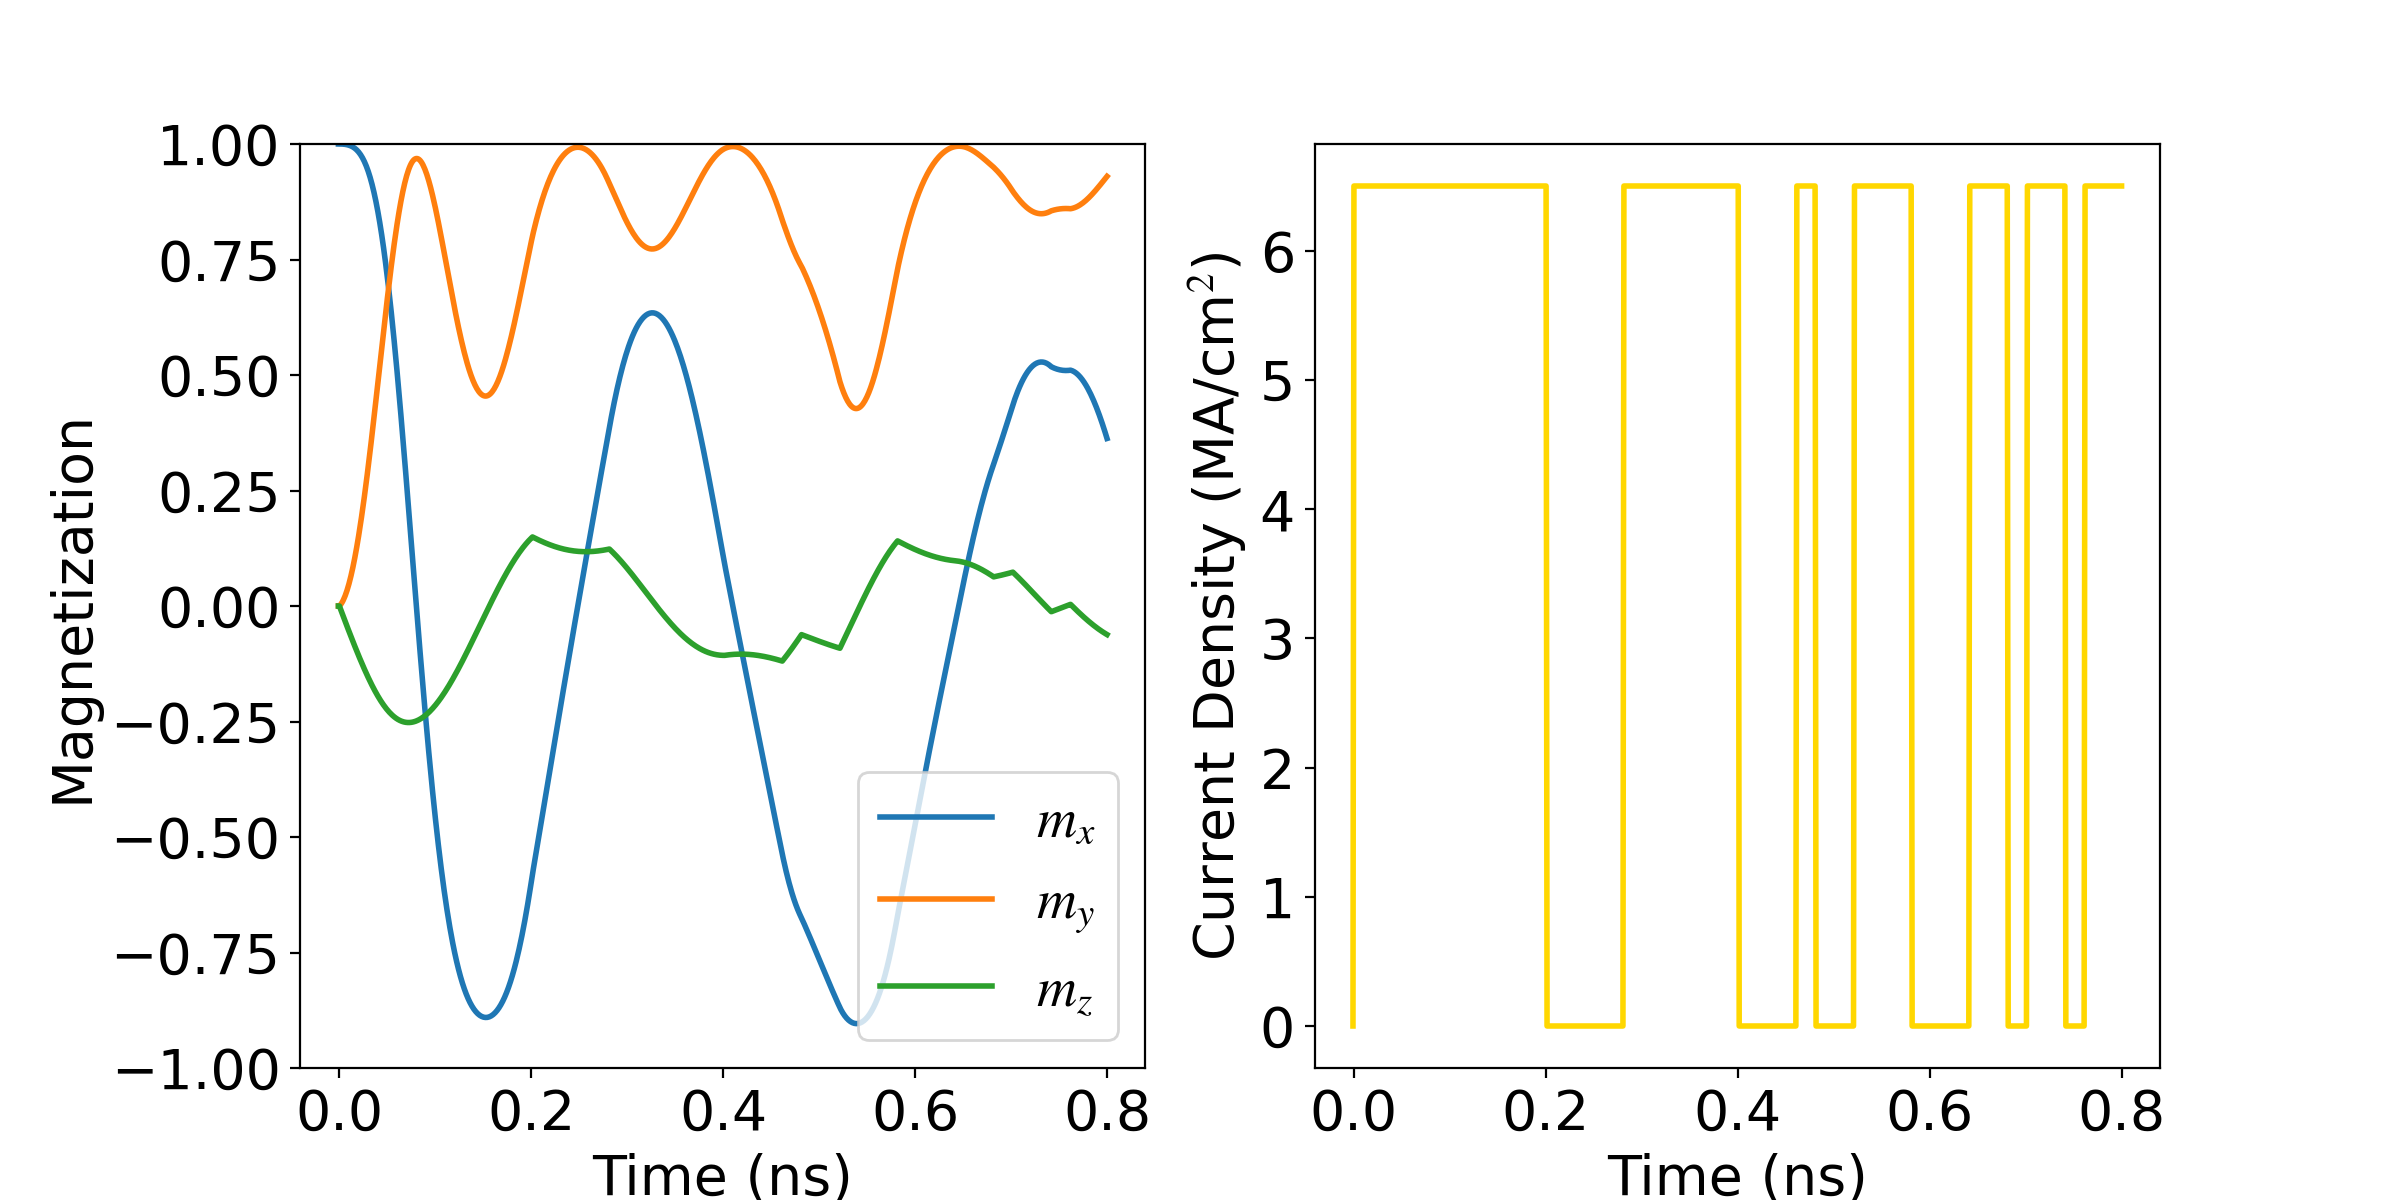 1.00
0.75
0.50
0.25
0.00
−0.25
−0.50
−0.75
−1.00
Magnetization
0.0 0.2 0.4 0.6 0.8
Time (ns)
m_x
m_y
m_z
6
5
4
3
2
1
0
Current Density (MA/cm²)
0.0 0.2 0.4 0.6 0.8
Time (ns)